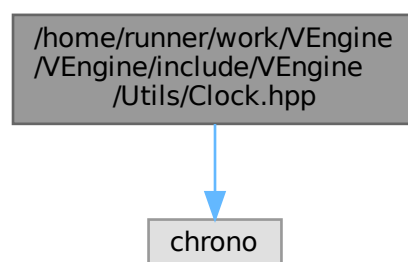 /home/runner/work/VEngine
/VEngine/include/VEngine
/Utils/Clock.hpp
chrono